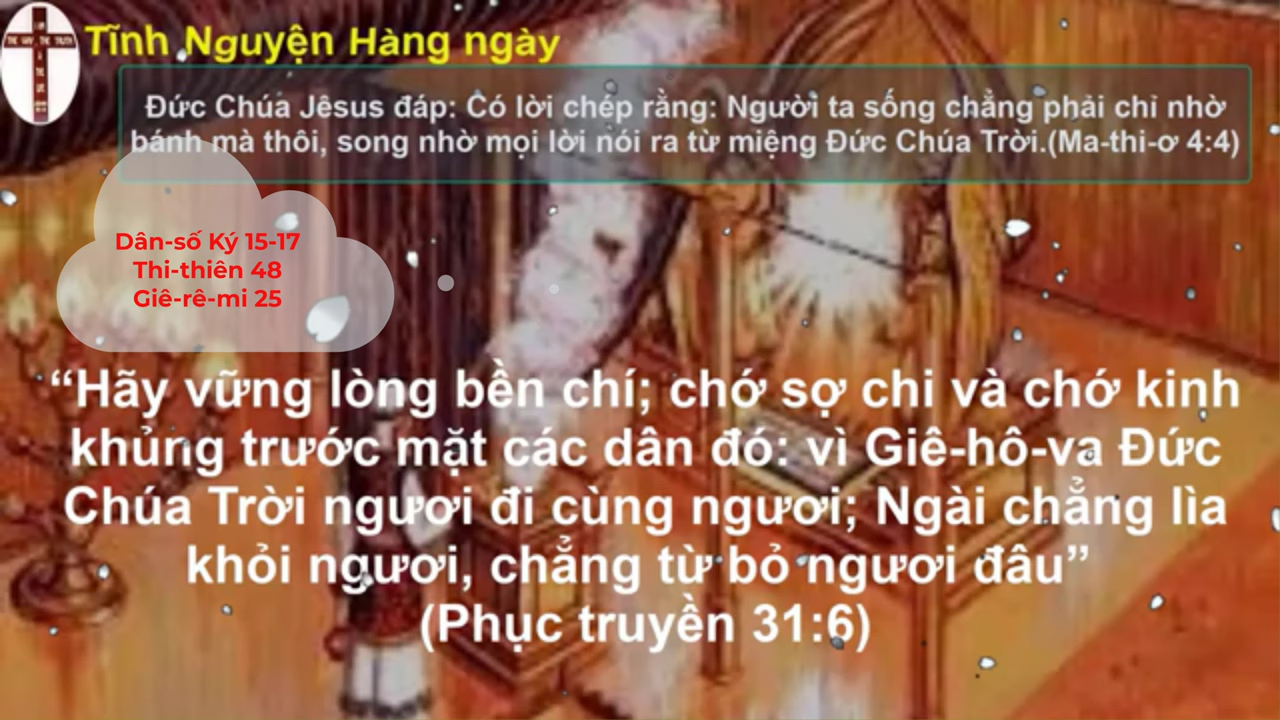 Tĩnh Nguyện Hàng ngày
Đức Chúa Jêsus đáp: Có lời chép rằng: Người ta sống chẳng phải chỉ nhờ
bánh mà thôi, song nhờ mọi lời nói ra từ miệng Đức Chúa Trời.(Ma-thi-ơ 4:4)
Dân-số Ký 15-17
Thi-thiên 48
Giê-rê-mi 25
“Hãy vững lòng bền chí; chớ sợ chi và chớ kinh
khủng trước mặt các dân đó: vì Giê-hô-va Đức
Chúa Trời ngươi đi cùng ngươi; Ngài chẳng lìa
khỏi ngươi, chẳng từ bỏ ngươi đâu”
(Phục truyền 31:6)